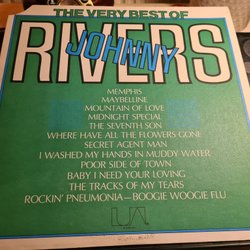 THE VERY BEST OF
JOHNNY
RIVERS
MEMPHIS
MAYBELLINE
MOUNTAIN OF LOVE
MIDNIGHT SPECIAL
THE SEVENTH SON
WHERE HAVE ALL THE FLOWERS GONE
SECRET AGENT MAN
I WASHED MY HANDS IN MUDDY WATER
POOR SIDE OF TOWN
BABY I NEED YOUR LOVING
THE TRACKS OF MY TEARS
ROCKIN' PNEUMONIA—BOOGIE WOOGIE FLU
UA